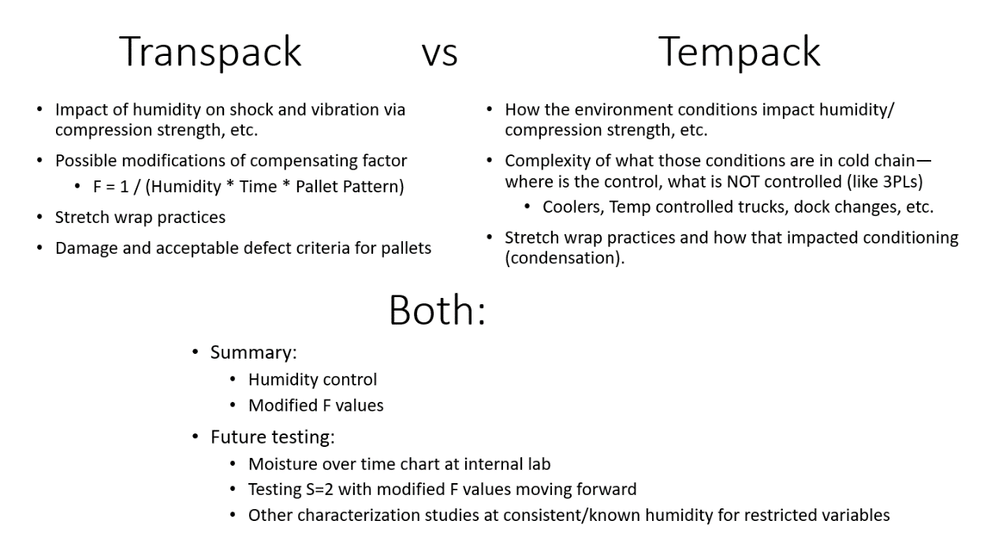 Transpack vs Tempack
• Impact of humidity on shock and vibration via
compression strength, etc.
• Possible modifications of compensating factor
• F = 1 / (Humidity * Time * Pallet Pattern)
• Stretch wrap practices
• Damage and acceptable defect criteria for pallets
• How the environment conditions impact humidity/
compression strength, etc.
• Complexity of what those conditions are in cold chain—
where is the control, what is NOT controlled (like 3PLs)
• Coolers, Temp controlled trucks, dock changes, etc.
• Stretch wrap practices and how that impacted conditioning
(condensation).
Both:
• Summary:
• Humidity control
• Modified F values
• Future testing:
• Moisture over time chart at internal lab
• Testing S=2 with modified F values moving forward
• Other characterization studies at consistent/known humidity for restricted variables